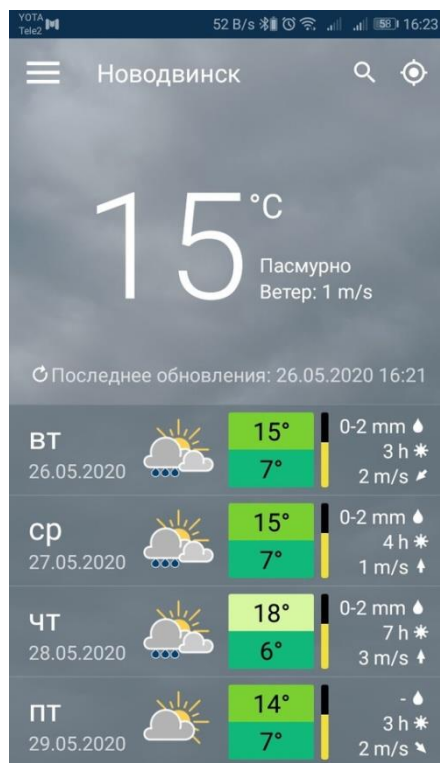 YOTA
Tele2
52 B/s 58 16:23
Новодвинск
15 °C
Пасмурно
Ветер: 1 m/s
Последнее обновления: 26.05.2020 16:21
вт 15° 0-2 mm
3 h
26.05.2020 7° 2 m/s
ср 15° 0-2 mm
4 h
27.05.2020 7° 1 m/s
чт 18° 0-2 mm
7 h
28.05.2020 6° 3 m/s
пт 14° -
3 h
29.05.2020 7° 2 m/s